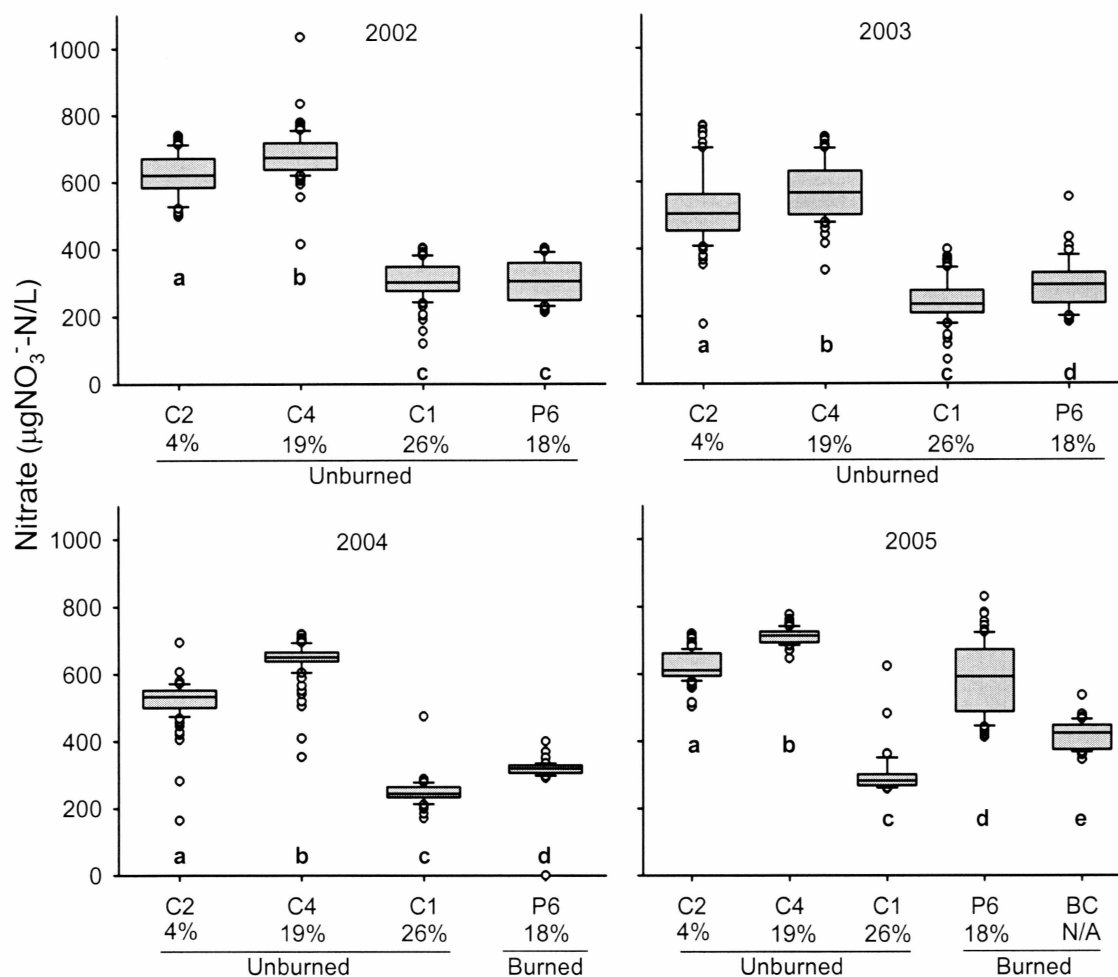 Nitrate (µgNO₃⁻-N/L)
2002
1000
800
600
400
200
0
a b c c
C2 C4 C1 P6
4% 19% 26% 18%
Unburned
2003
a b c d
C2 C4 C1 P6
4% 19% 26% 18%
Unburned
2004
1000
800
600
400
200
0
a b c d
C2 C4 C1 P6
4% 19% 26% 18%
Unburned Burned
2005
a b c d e
C2 C4 C1 P6 BC
4% 19% 26% 18% N/A
Unburned Burned